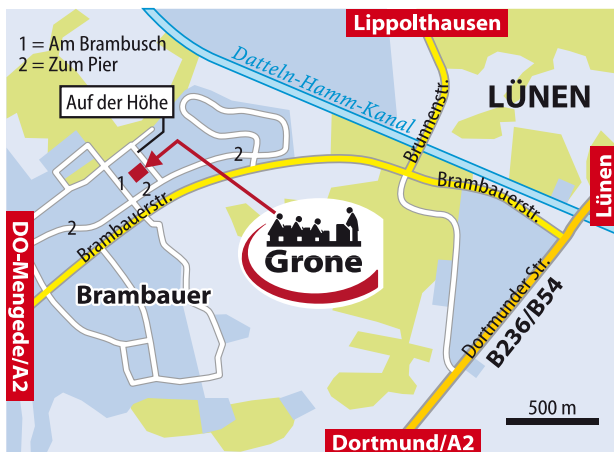 Lippolthausen
1 = Am Brambusch
2 = Zum Pier
Datteln-Hamm-Kanal
LÜNEN
Auf der Höhe
Brunnenstr.
2
1
2
Brambauerstr.
Lünen
2
Brambauerstr.
DO-Mengede/A2
Grone
Brambauer
Dortmunder Str.
B236/B54
500 m
Dortmund/A2